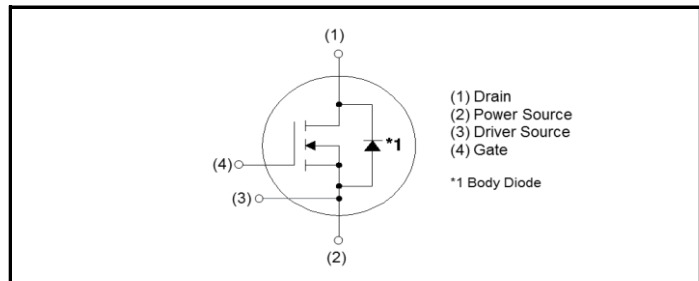 (1)
(1) Drain
(2) Power Source
(3) Driver Source
(4) Gate
*1
(4)
*1 Body Diode
(3)
(2)